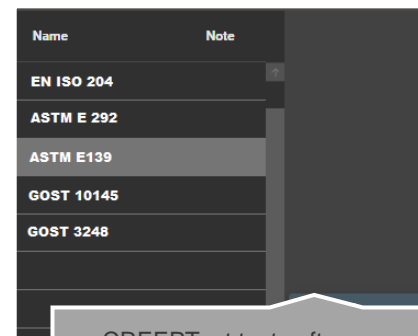 Name Note
EN ISO 204
ASTM E 292
ASTM E139
GOST 10145
GOST 3248